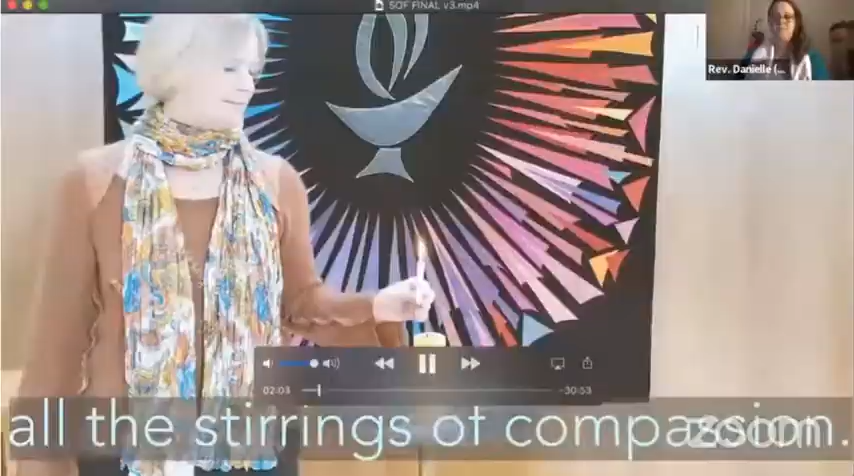 SOF FINAL v3.mp4
Rev. Danielle (...
02:03
-30:53
all the stirrings of compassion.
zoom